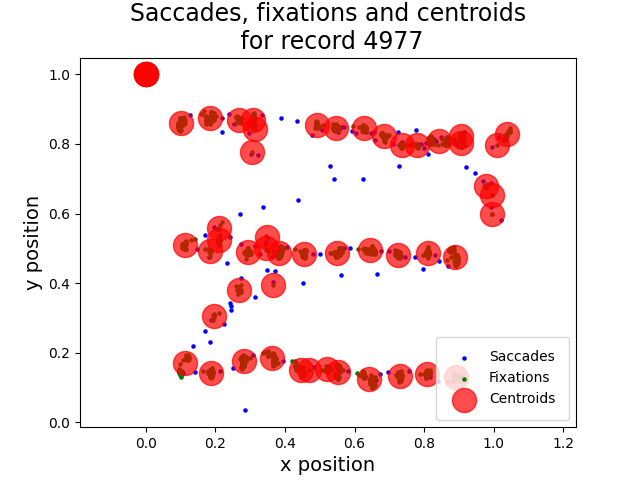 Saccades, fixations and centroids
for record 4977
y position
1.0
0.8
0.6
0.4
0.2
0.0
Saccades
Fixations
Centroids
0.0 0.2 0.4 0.6 0.8 1.0 1.2
x position